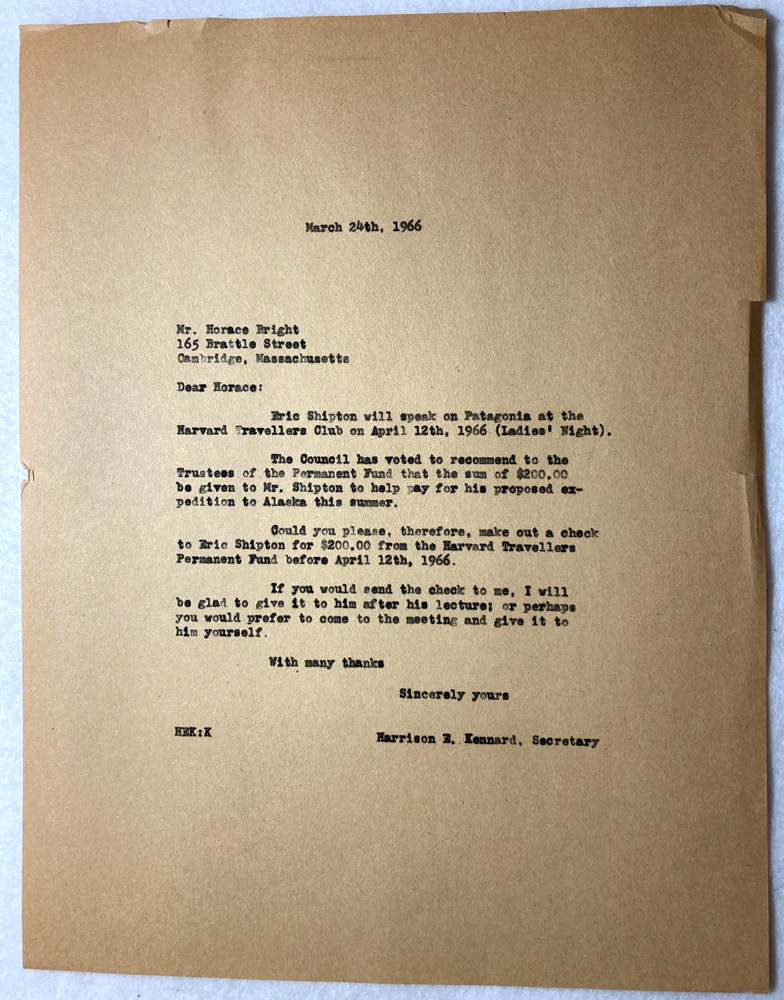 March 24th, 1966
Mr. Horace Bright
165 Brattle Street
Cambridge, Massachusetts
Dear Horace:
Eric Shipton will speak on Patagonia at the
Harvard Travellers Club on April 12th, 1966 (Ladies' Night).
The Council has voted to recommend to the
Trustees of the Permanent Fund that the sum of $200.00
be given to Mr. Shipton to help pay for his proposed ex-
pedition to Alaska this summer.
Could you please, therefore, make out a check
to Eric Shipton for $200.00 from the Harvard Travellers
Permanent Fund before April 12th, 1966.
If you would send the check to me, I will
be glad to give it to him after his lecture; or perhaps
you would prefer to come to the meeting and give it to
him yourself.
With many thanks
Sincerely yours
HEK:K
Harrison E. Kennard, Secretary